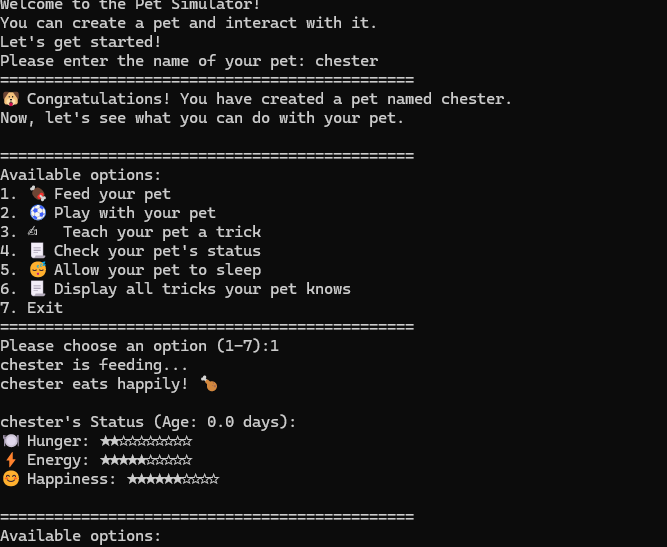 Welcome to the Pet Simulator!
You can create a pet and interact with it.
Let's get started!
Please enter the name of your pet: chester
==============================================
🐶 Congratulations! You have created a pet named chester.
Now, let's see what you can do with your pet.
==============================================
Available options:
1. 🍖 Feed your pet
2. ⚽ Play with your pet
3. ✍ Teach your pet a trick
4. 📃 Check your pet's status
5. 😴 Allow your pet to sleep
6. 📃 Display all tricks your pet knows
7. Exit
==============================================
Please choose an option (1-7):1
chester is feeding...
chester eats happily! 🍗
chester's Status (Age: 0.0 days):
🍽 Hunger: ★★☆☆☆☆☆☆☆☆
⚡ Energy: ★★★★★☆☆☆☆☆
😊 Happiness: ★★★★★★☆☆☆☆
==============================================
Available options: